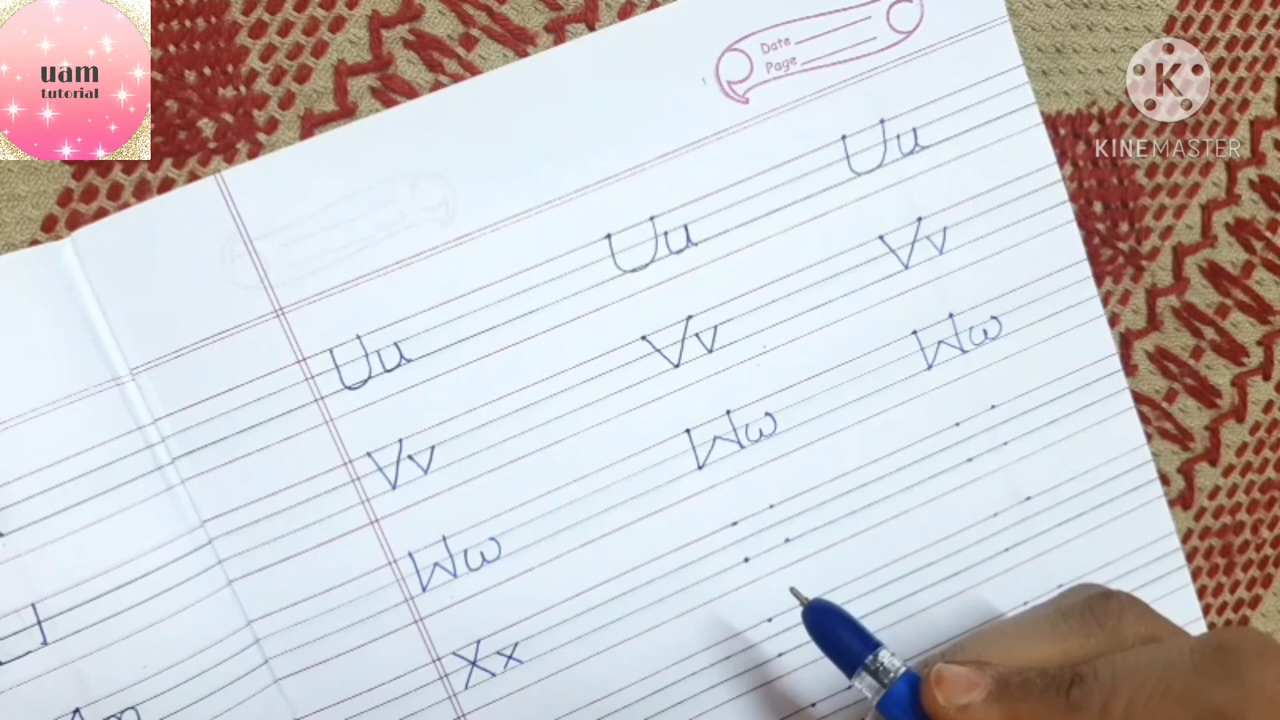 uam
tutorial
K
KINEMASTER
Date
Page
Uu Uu Uu
Vv Vv Vv
Ww Ww Ww
Xx